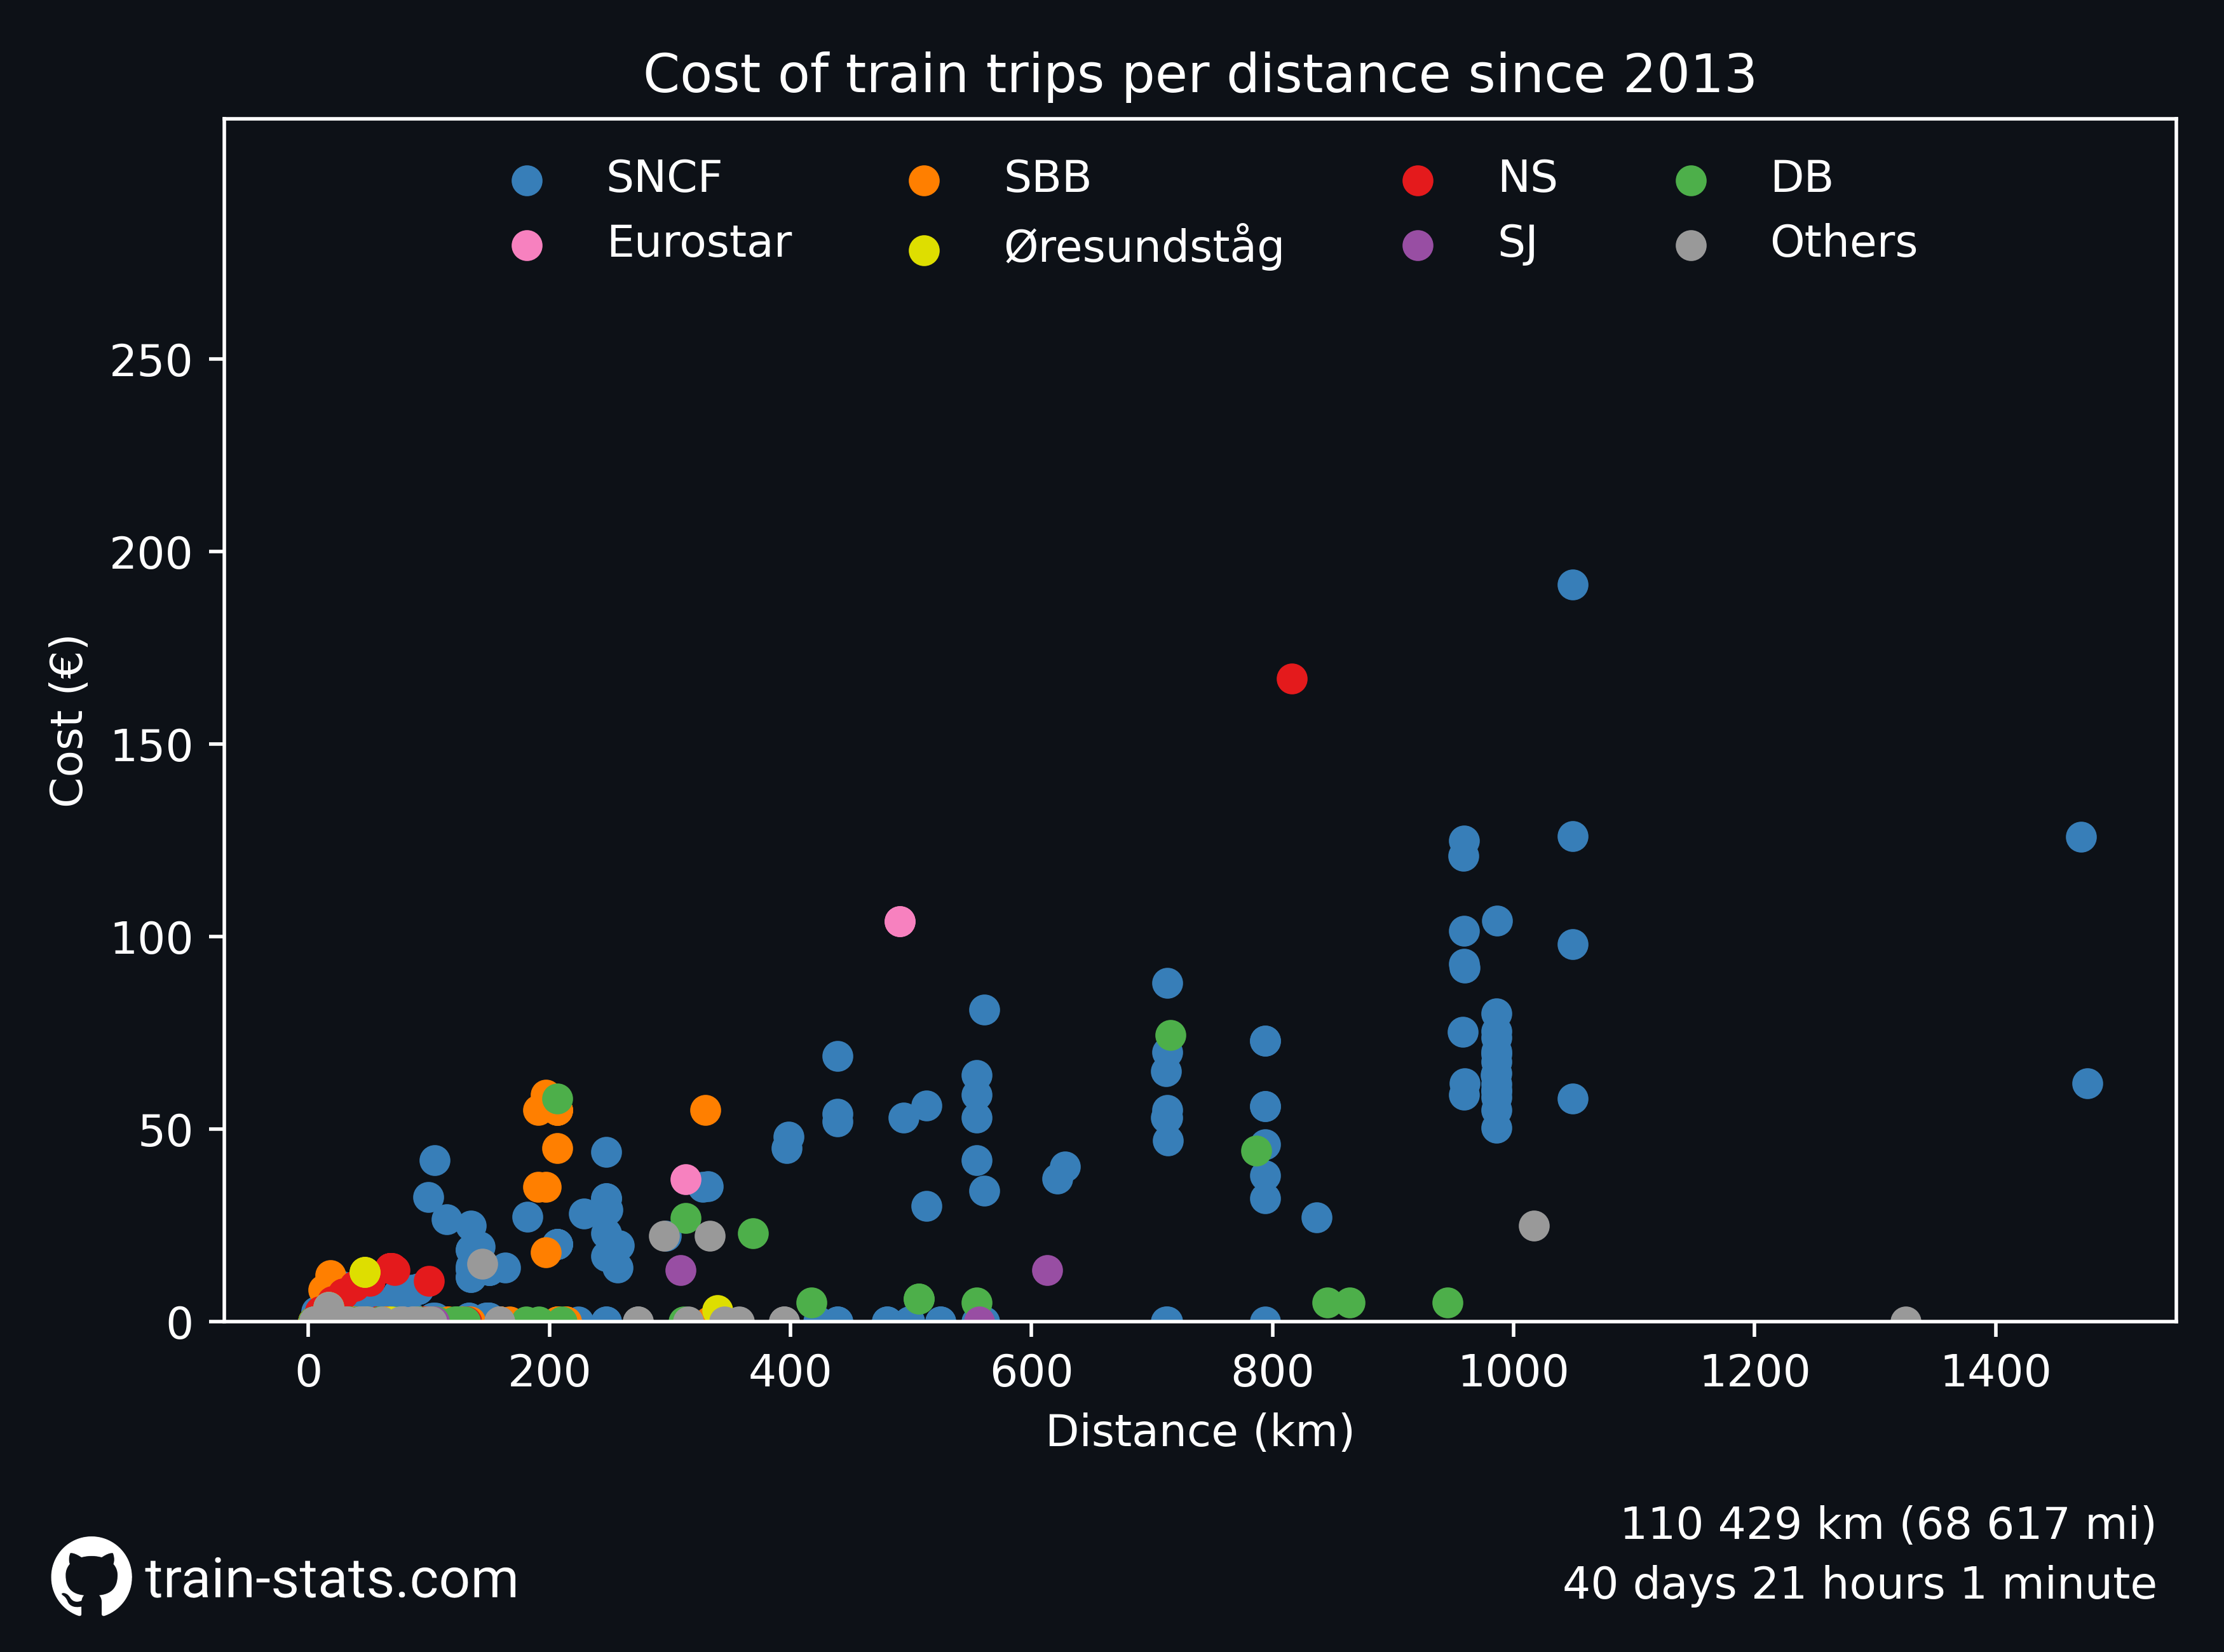 Cost of train trips per distance since 2013
SNCF
SBB
NS
DB
Eurostar
Øresundståg
SJ
Others
250
200
150
100
50
0
Cost (€)
0 200 400 600 800 1000 1200 1400
Distance (km)
110 429 km (68 617 mi)
40 days 21 hours 1 minute
train-stats.com